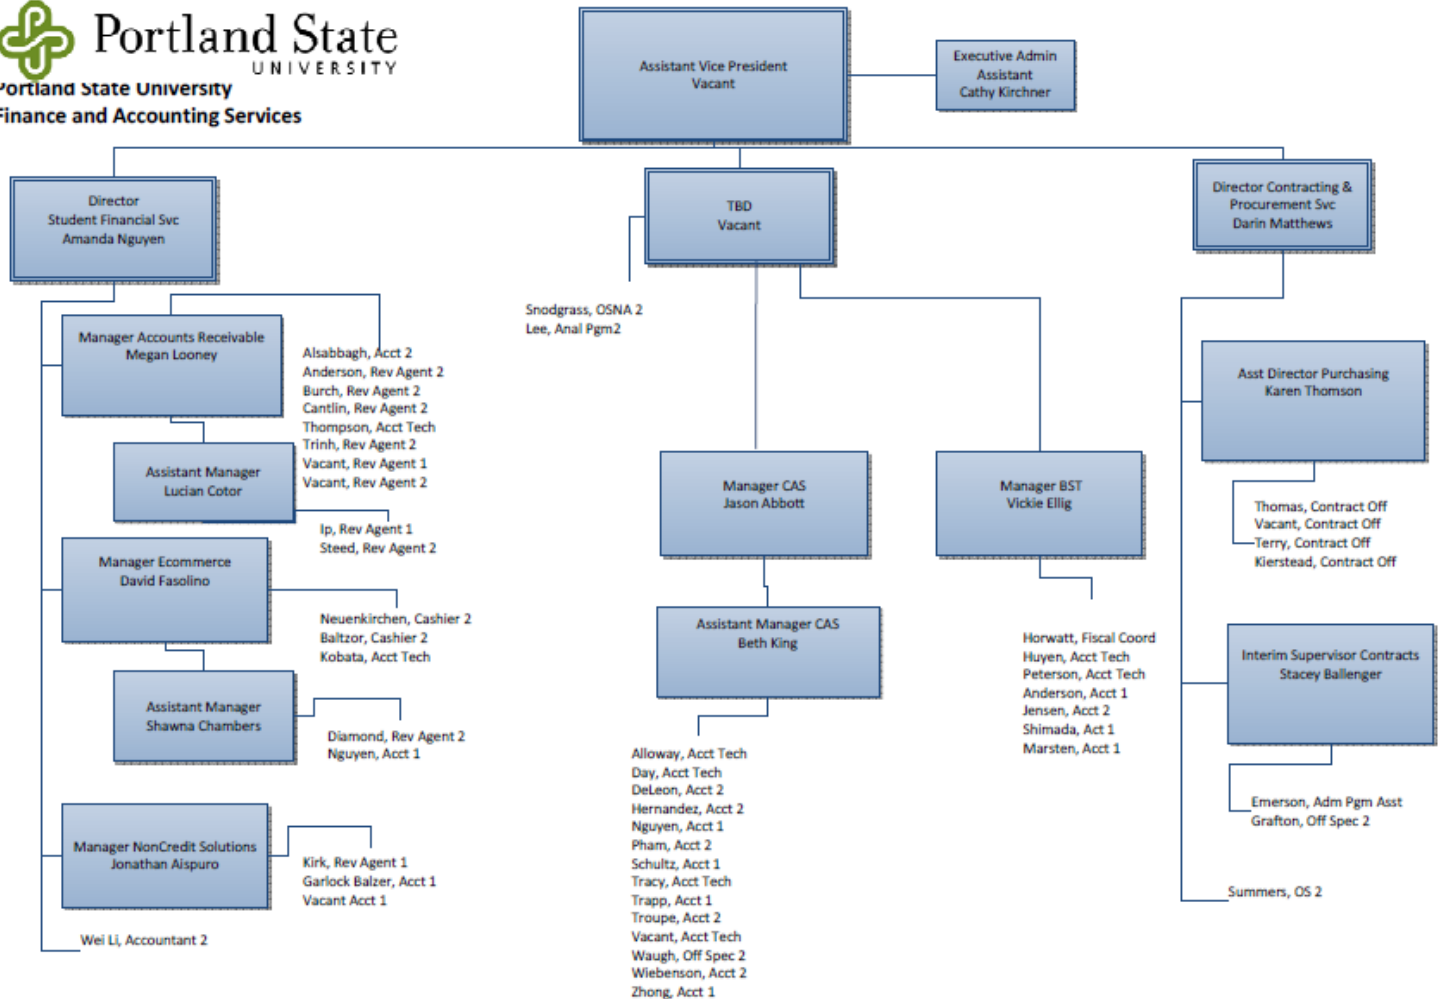 Portland State
UNIVERSITY
Portland State University
Finance and Accounting Services
Assistant Vice President
Vacant
Executive Admin
Assistant
Cathy Kirchner
Director
Student Financial Svc
Amanda Nguyen
TBD
Vacant
Director Contracting &
Procurement Svc
Darin Matthews
Snodgrass, OSNA 2
Lee, Anal Pgm2
Manager Accounts Receivable
Megan Looney
Alsabbagh, Acct 2
Anderson, Rev Agent 2
Burch, Rev Agent 2
Cantlin, Rev Agent 2
Thompson, Acct Tech
Trinh, Rev Agent 2
Vacant, Rev Agent 1
Vacant, Rev Agent 2
Assistant Manager
Lucian Cotor
Ip, Rev Agent 1
Steed, Rev Agent 2
Manager Ecommerce
David Fasolino
Neuenkirchen, Cashier 2
Baltzor, Cashier 2
Kobata, Acct Tech
Assistant Manager
Shawna Chambers
Diamond, Rev Agent 2
Nguyen, Acct 1
Manager NonCredit Solutions
Jonathan Aispuro
Kirk, Rev Agent 1
Garlock Balzer, Acct 1
Vacant Acct 1
Wei Li, Accountant 2
Manager CAS
Jason Abbott
Assistant Manager CAS
Beth King
Alloway, Acct Tech
Day, Acct Tech
DeLeon, Acct 2
Hernandez, Acct 2
Nguyen, Acct 1
Pham, Acct 2
Schultz, Acct 1
Tracy, Acct Tech
Trapp, Acct 1
Troupe, Acct 2
Vacant, Acct Tech
Waugh, Off Spec 2
Wiebenson, Acct 2
Zhong, Acct 1
Manager BST
Vickie Ellig
Horwatt, Fiscal Coord
Huyen, Acct Tech
Peterson, Acct Tech
Anderson, Acct 1
Jensen, Acct 2
Shimada, Act 1
Marsten, Acct 1
Asst Director Purchasing
Karen Thomson
Thomas, Contract Off
Vacant, Contract Off
Terry, Contract Off
Kierstead, Contract Off
Interim Supervisor Contracts
Stacey Ballenger
Emerson, Adm Pgm Asst
Grafton, Off Spec 2
Summers, OS 2